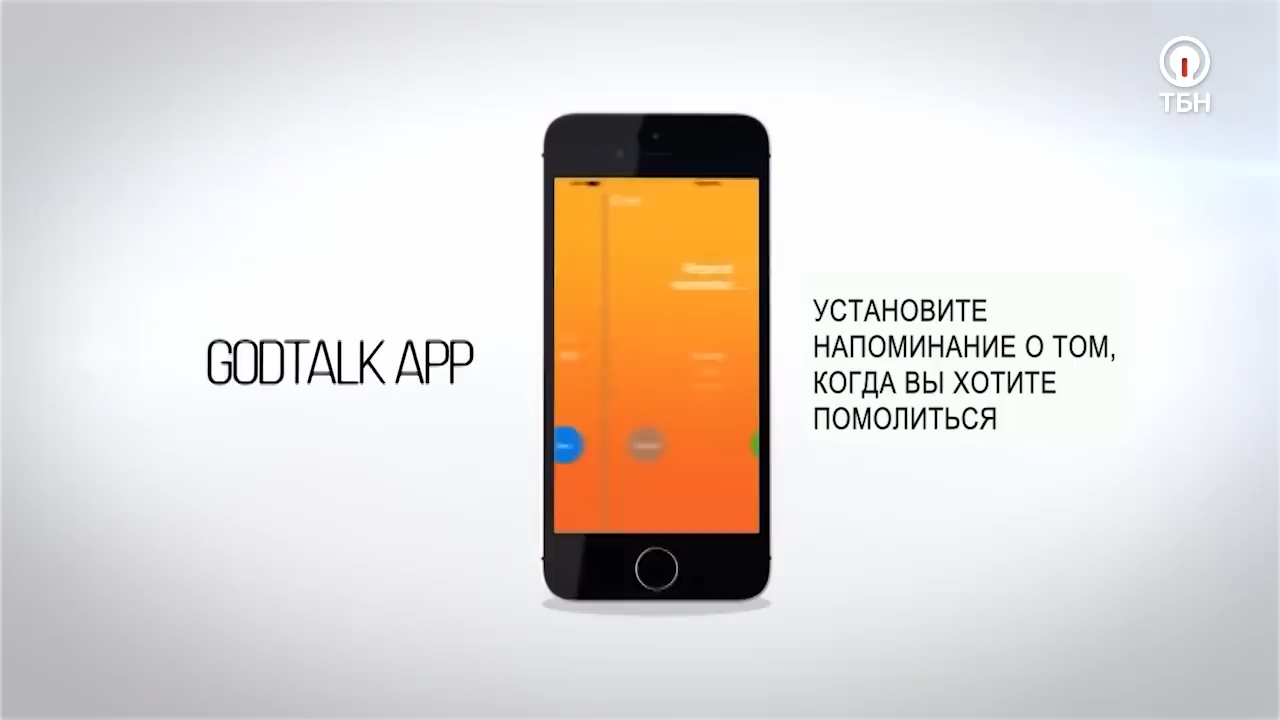 ТБН
GODTALK APP
УСТАНОВИТЕ
НАПОМИНАНИЕ О ТОМ,
КОГДА ВЫ ХОТИТЕ
ПОМОЛИТЬСЯ